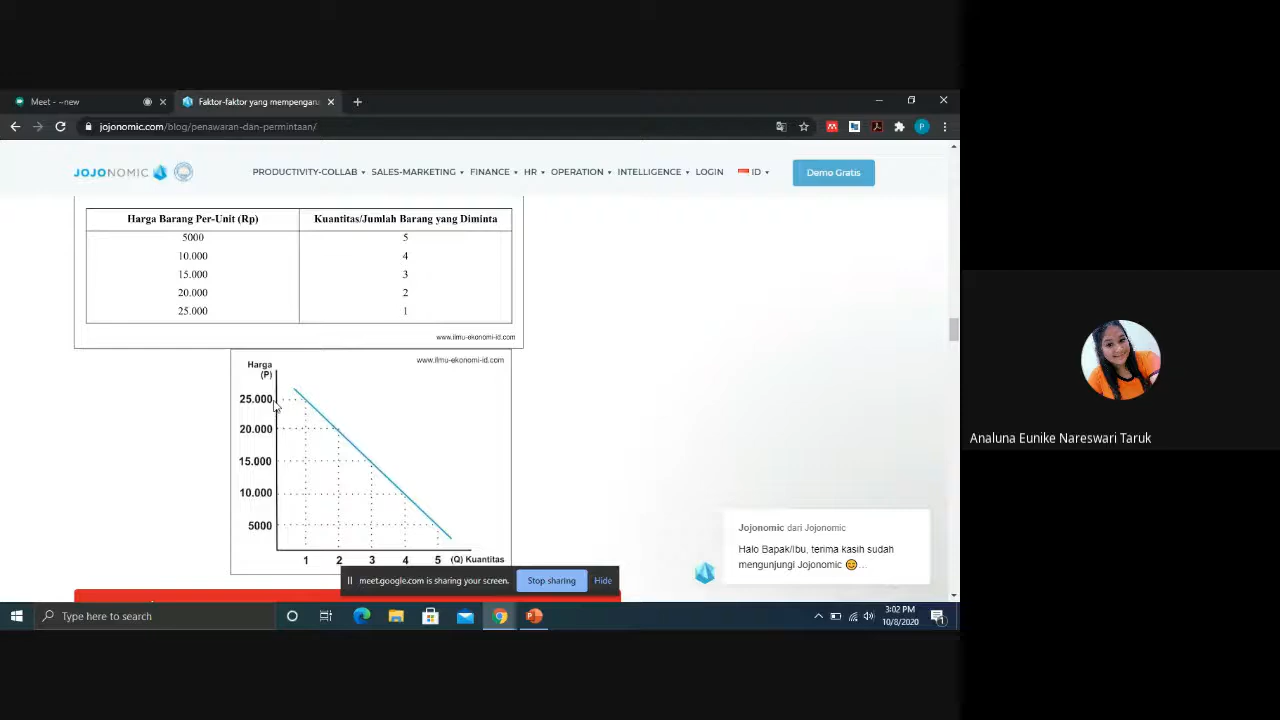 Meet - ~new
Faktor-faktor yang mempengaru
jojonomic.com/blog/penawaran-dan-permintaan/
P
JOJONOMIC
PRODUCTIVITY-COLLAB SALES-MARKETING FINANCE HR OPERATION INTELLIGENCE LOGIN ID
Demo Gratis
Harga Barang Per-Unit (Rp) Kuantitas/Jumlah Barang yang Diminta
5000 5
10.000 4
15.000 3
20.000 2
25.000 1
www.ilmu-ekonomi-id.com
www.ilmu-ekonomi-id.com
Harga
(P)
25.000
20.000
15.000
10.000
5000
1 2 3 4 5 (Q) Kuantitas
Analuna Eunike Nareswari Taruk
Jojonomic dari Jojonomic
Halo Bapak/Ibu, terima kasih sudah
mengunjungi Jojonomic 😊...
meet.google.com is sharing your screen. Stop sharing Hide
Type here to search
3:02 PM
10/8/2020
1